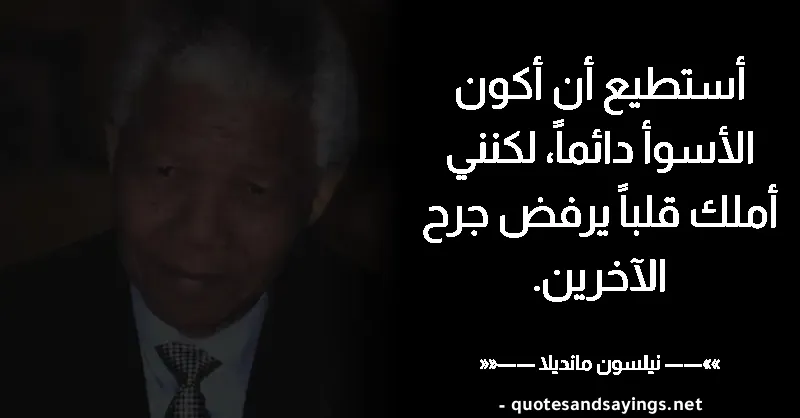 أستطيع أن أكون
الأسوأ دائماً، لكنني
أملك قلباً يرفض جرح
الآخرين.
»»—— نيلسون مانديلا ——««
- quotesandsayings.net